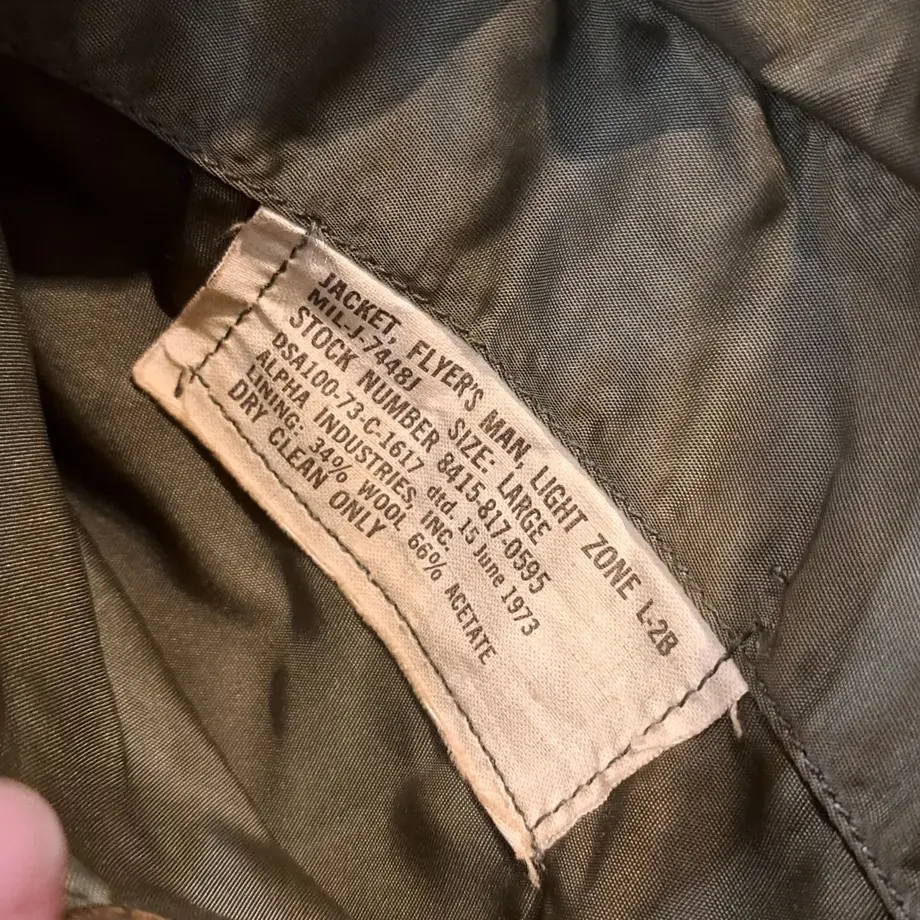 JACKET, FLYER'S MAN, LIGHT ZONE L-2B
MIL-J-7448J SIZE: LARGE
STOCK NUMBER 8415-817-0595
DSA100-73-C-1617 dtd. 15 June 1973
ALPHA INDUSTRIES, INC.
LINING: 34% WOOL 66% ACETATE
DRY CLEAN ONLY